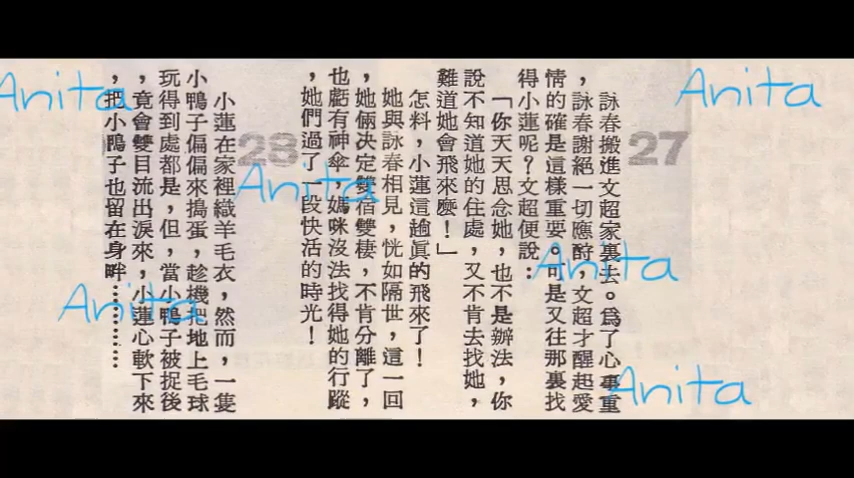 27
詠春搬進文超家裏去。為了心事重
，詠春謝絕一切應酧，文超才醒起愛
情的確是這樣重要。可是又往那裏找
得小蓮呢？文超便說：
「你天天思念她，也不是辦法，你
說不知道她的住處，又不肯去找她，
難道她會飛來麽！」
怎料，小蓮這趟眞的飛來了！
她與詠春相見，恍如隔世，這一回
，她倆決定雙宿雙棲，不肯分離了，
也虧有神傘，媽咪沒法找得她的行蹤
，她們過了一段快活的時光！
28
小蓮在家裡織羊毛衣，然而，一隻
小鴨子偏偏來搗蛋，趁機把地上毛球
玩得到處都是，但，當小鴨子被捉後
，竟會雙目流出淚來，小蓮心軟下來
，把小鴨子也留在身畔…………
Anita
Anita
Anita
Anita
Anita
Anita